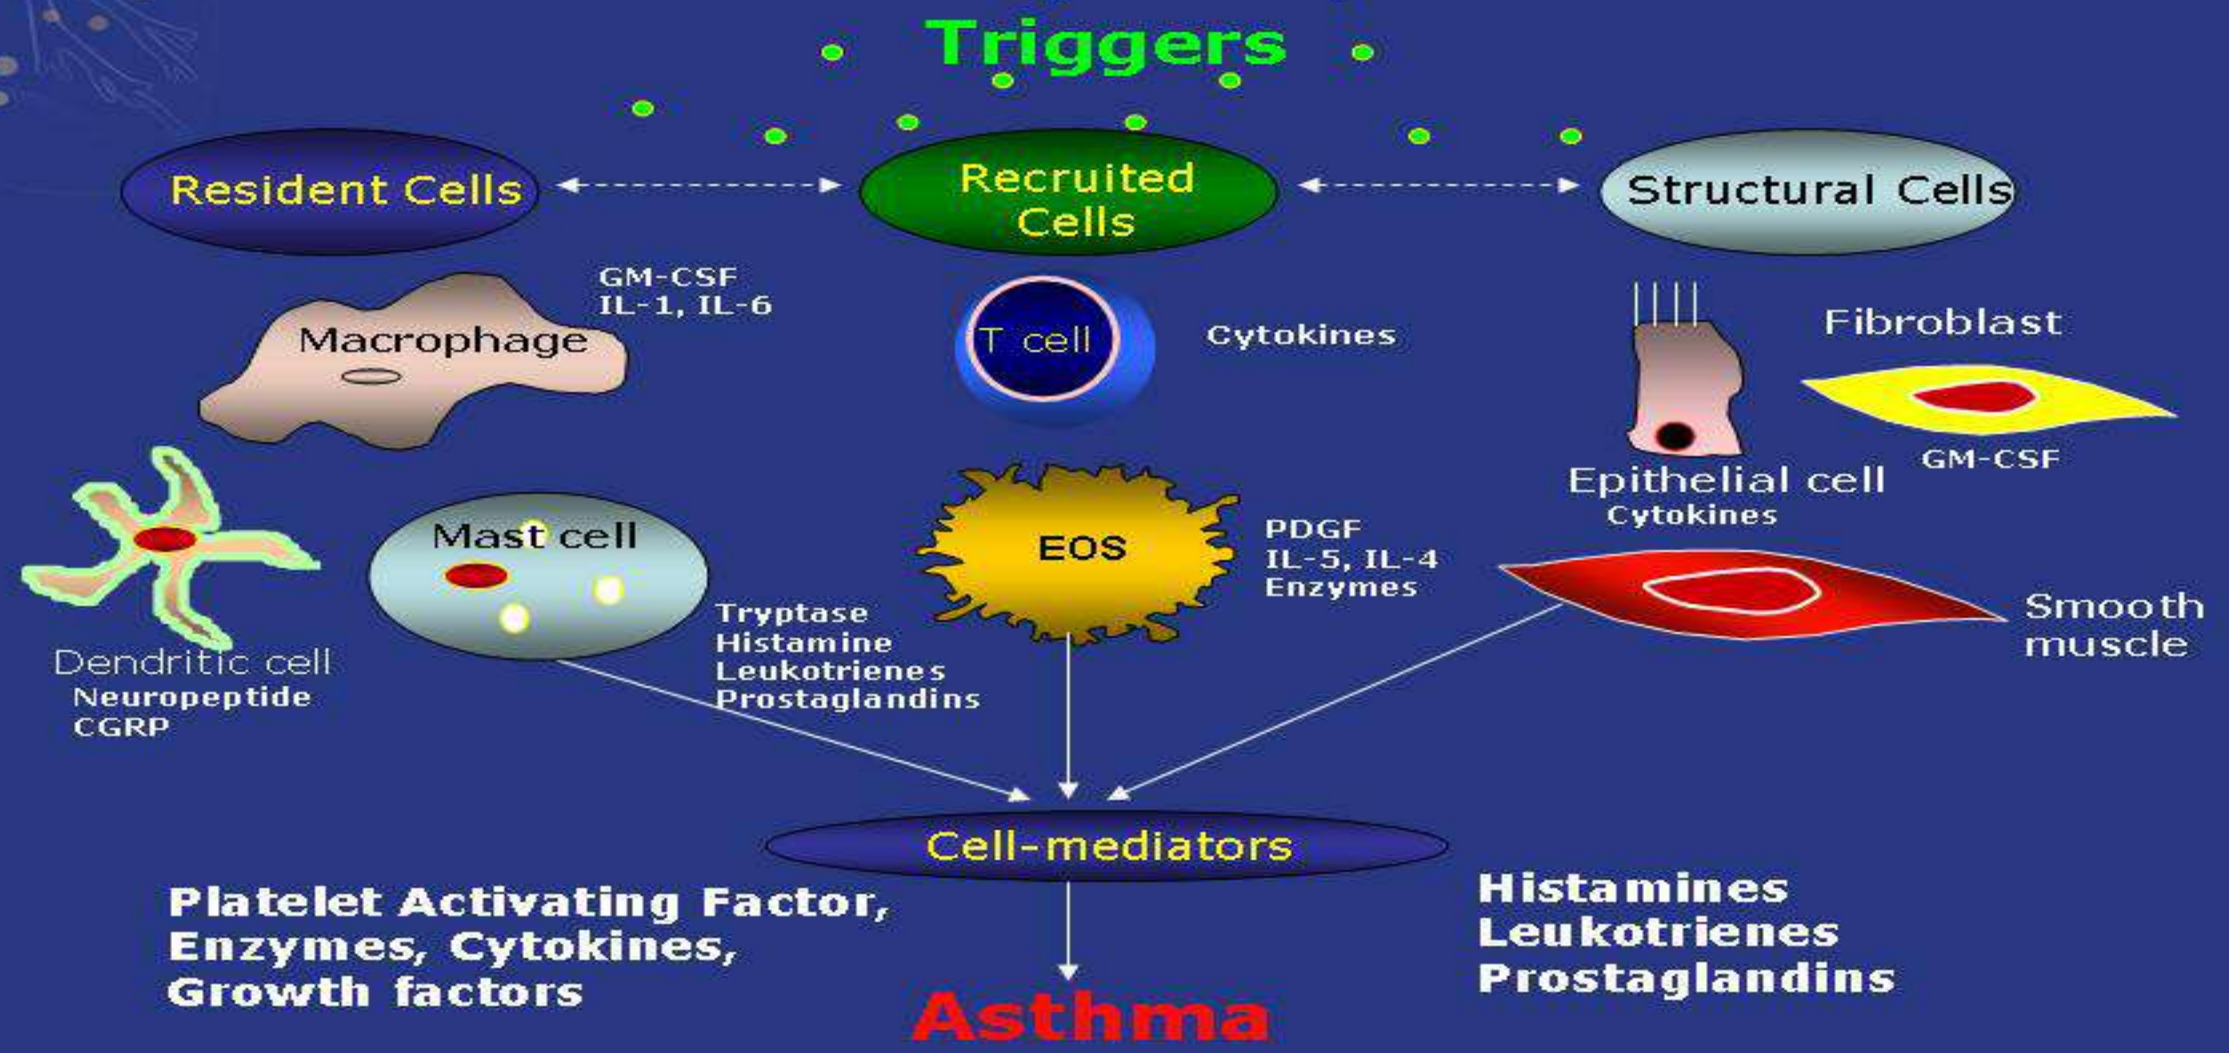 Triggers
Resident Cells
Recruited
Cells
Structural Cells
GM-CSF
IL-1, IL-6
Macrophage
T cell
Cytokines
Fibroblast
GM-CSF
Epithelial cell
Cytokines
Mast cell
EOS
PDGF
IL-5, IL-4
Enzymes
Tryptase
Histamine
Leukotrienes
Prostaglandins
Smooth
muscle
Dendritic cell
Neuropeptide
CGRP
Cell-mediators
Platelet Activating Factor,
Enzymes, Cytokines,
Growth factors
Histamines
Leukotrienes
Prostaglandins
Asthma